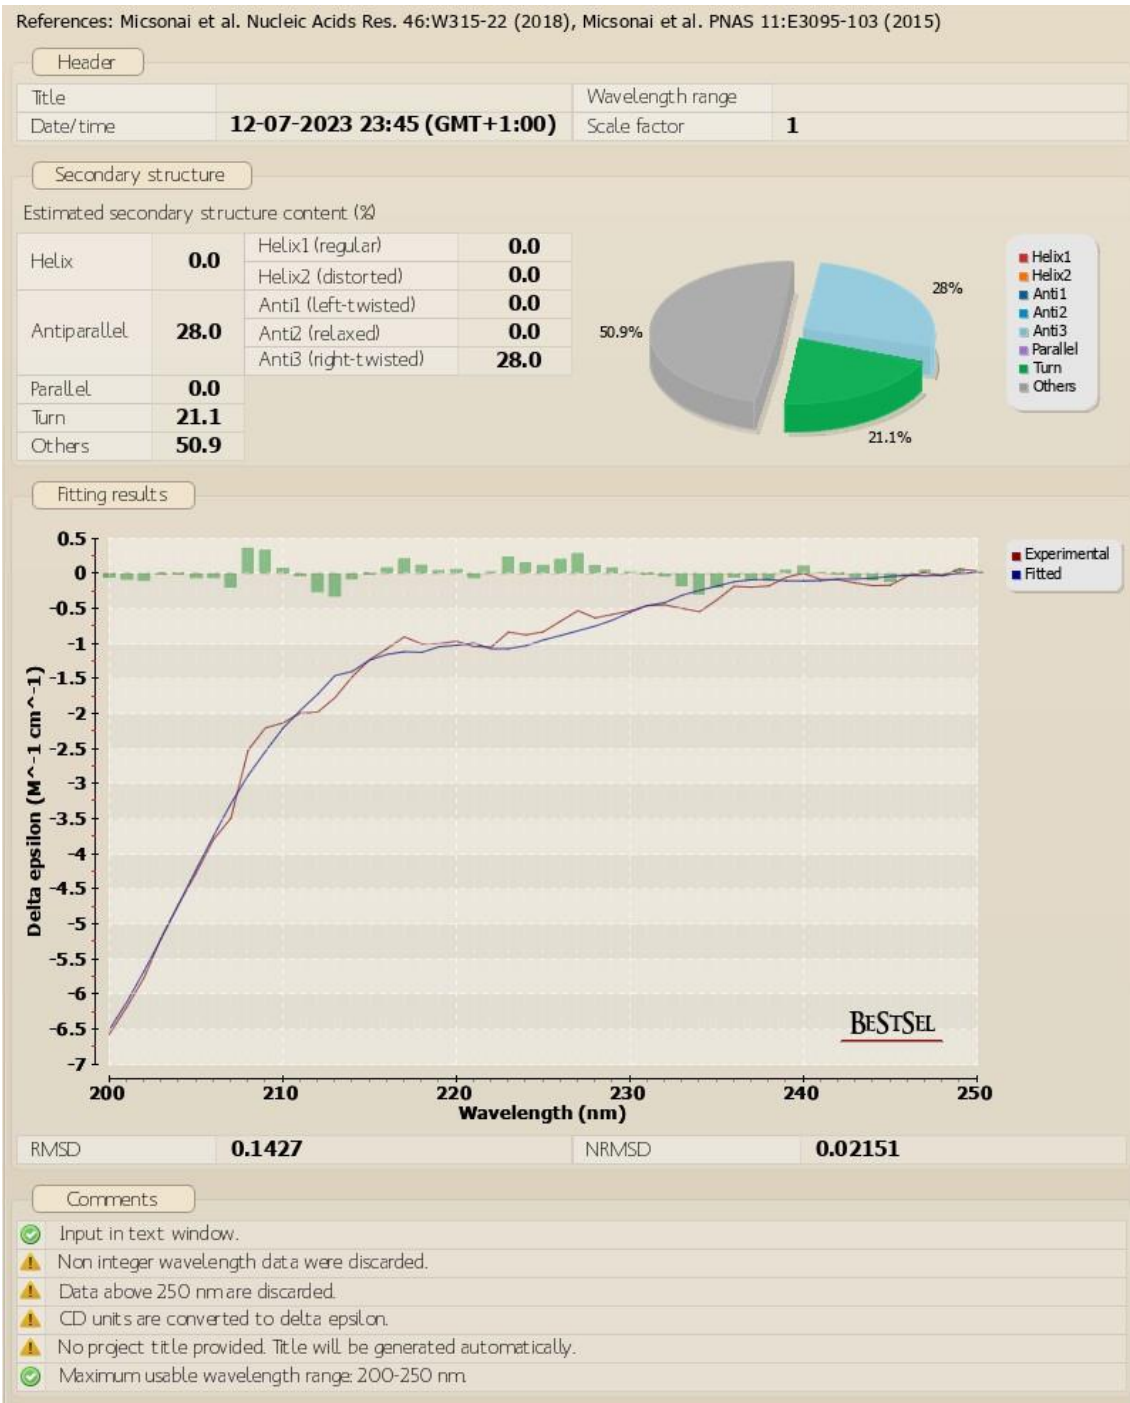 References: Micsonai et al. Nucleic Acids Res. 46:W315-22 (2018), Micsonai et al. PNAS 11:E3095-103 (2015)
Header
Title Wavelength range
Date/time 12-07-2023 23:45 (GMT+1:00) Scale factor 1
Secondary structure
Estimated secondary structure content (%)
Helix 0.0 Helix1 (regular) 0.0
Helix2 (distorted) 0.0
Antiparallel 28.0 Anti1 (left-twisted) 0.0
Anti2 (relaxed) 0.0
Anti3 (right-twisted) 28.0
Parallel 0.0
Turn 21.1
Others 50.9
50.9%
28%
21.1%
Helix1
Helix2
Anti1
Anti2
Anti3
Parallel
Turn
Others
Fitting results
Delta epsilon (M^-1 cm^-1)
0.5
0
-0.5
-1
-1.5
-2
-2.5
-3
-3.5
-4
-4.5
-5
-5.5
-6
-6.5
-7
Experimental
Fitted
BESTSEL
200 210 220 230 240 250
Wavelength (nm)
RMSD 0.1427 NRMSD 0.02151
Comments
Input in text window.
Non integer wavelength data were discarded.
Data above 250 nm are discarded.
CD units are converted to delta epsilon.
No project title provided. Title will be generated automatically.
Maximum usable wavelength range: 200-250 nm.